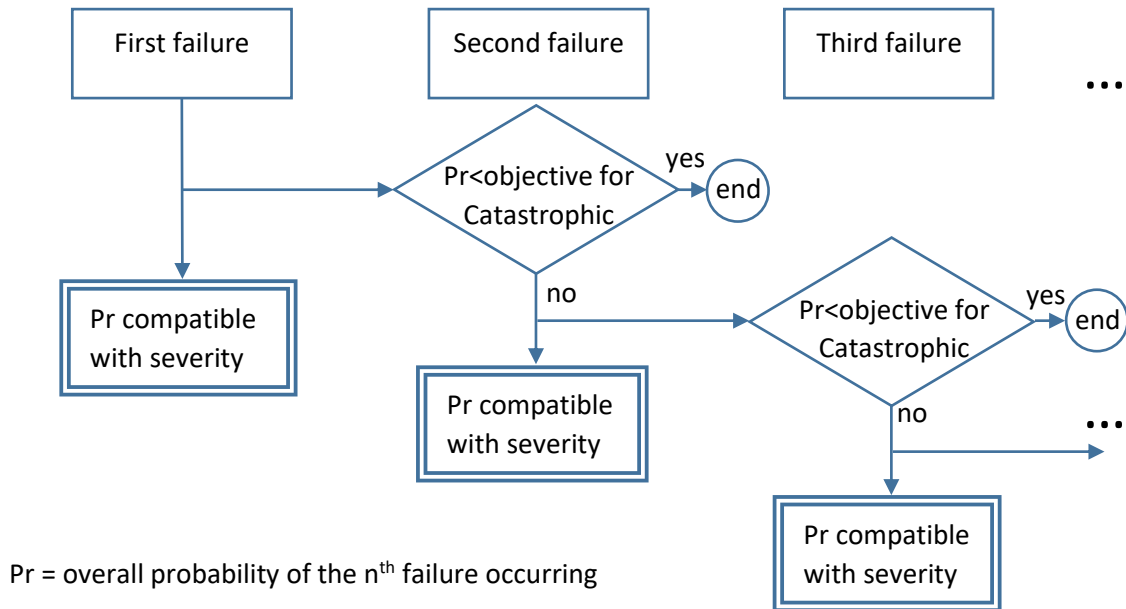 First failure
Second failure
Third failure
...
Pr<objective for
Catastrophic
yes
end
no
Pr compatible
with severity
Pr<objective for
Catastrophic
yes
end
no
Pr compatible
with severity
...
Pr compatible
with severity
Pr = overall probability of the nth failure occurring